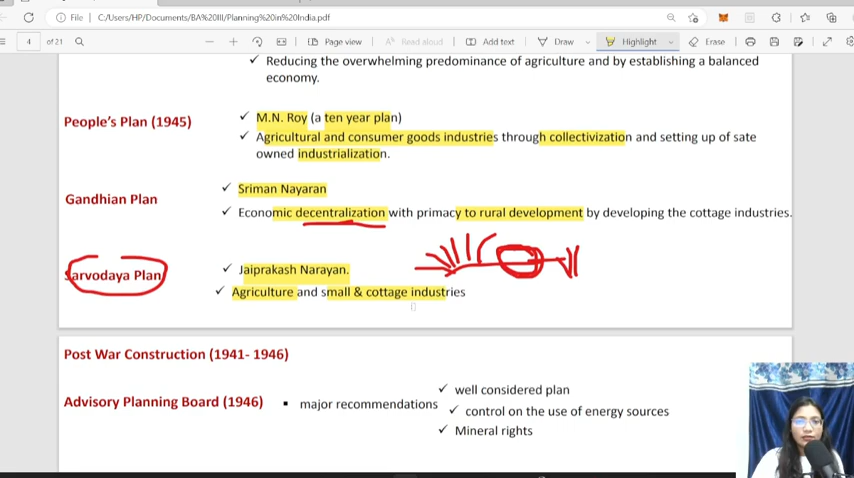 File
C:/Users/HP/Documents/BA%20III/Planning%20in%20India.pdf
4 of 21
Page view
Read aloud
Add text
Draw
Highlight
Erase
✓ Reducing the overwhelming predominance of agriculture and by establishing a balanced
economy.
People's Plan (1945)
✓ M.N. Roy (a ten year plan)
✓ Agricultural and consumer goods industries through collectivization and setting up of sate
owned industrialization.
Gandhian Plan
✓ Sriman Nayaran
✓ Economic decentralization with primacy to rural development by developing the cottage industries.
Sarvodaya Plan
✓ Jaiprakash Narayan.
✓ Agriculture and small & cottage industries
Post War Construction (1941- 1946)
Advisory Planning Board (1946)
▪ major recommendations
✓ well considered plan
✓ control on the use of energy sources
✓ Mineral rights